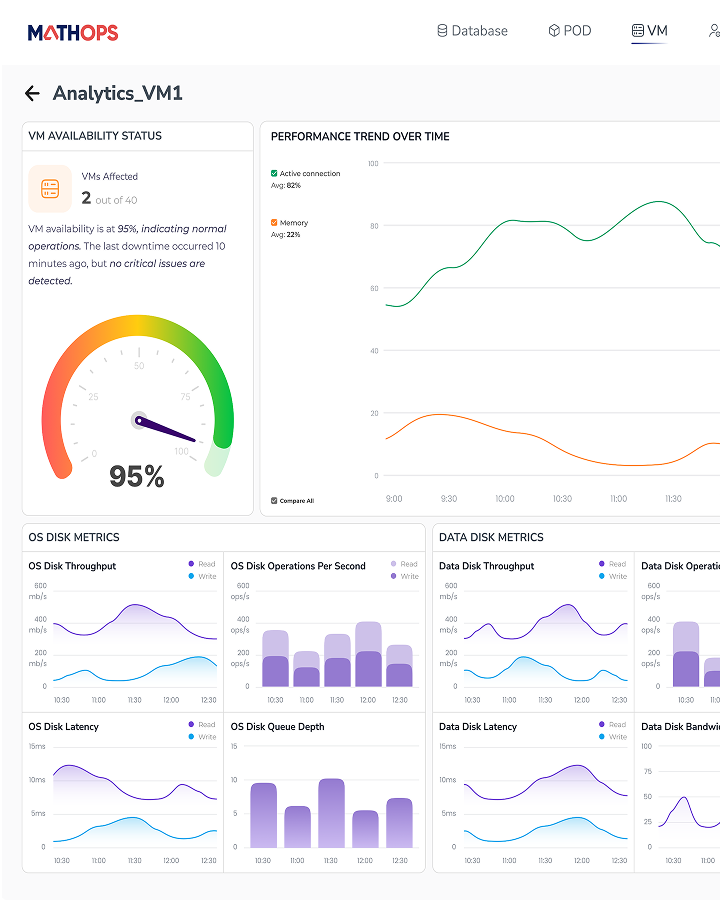 MATHOPS
Database
POD
VM
Analytics_VM1
VM AVAILABILITY STATUS
VMs Affected
2 out of 40
VM availability is at 95%, indicating normal
operations. The last downtime occurred 10
minutes ago, but no critical issues are
detected.
0
25
50
75
100
95%
PERFORMANCE TREND OVER TIME
Active connection
Avg: 82%
Memory
Avg: 22%
Compare All
100
80
60
40
20
0
9:00
9:30
10:00
10:30
11:00
11:30
OS DISK METRICS
OS Disk Throughput
Read
Write
600
mb/s
400
mb/s
200
mb/s
0
10:30
11:00
11:30
12:00
12:30
OS Disk Operations Per Second
Read
Write
600
ops/s
400
ops/s
200
ops/s
0
10:30
11:00
11:30
12:00
12:30
OS Disk Latency
Read
Write
15ms
10ms
5ms
0
10:30
11:00
11:30
12:00
12:30
OS Disk Queue Depth
15
10
5
0
10:30
11:00
11:30
12:00
12:30
DATA DISK METRICS
Data Disk Throughput
Read
Write
600
mb/s
400
mb/s
200
mb/s
0
10:30
11:00
11:30
12:00
12:30
Data Disk Operati
600
ops/s
400
ops/s
200
ops/s
0
10:30
Data Disk Latency
Read
Write
15ms
10ms
5ms
0
10:30
11:00
11:30
12:00
12:30
Data Disk Bandwi
100
75
50
25
0
10:30
11:00